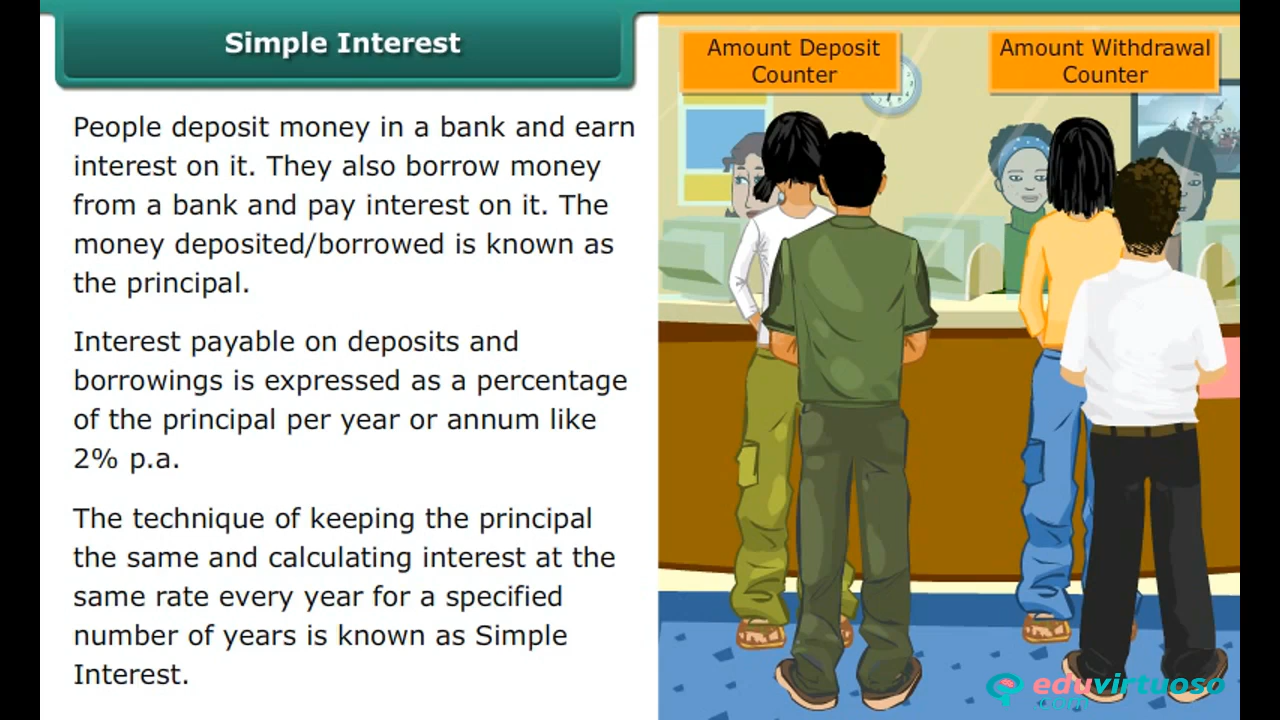 Simple Interest
People deposit money in a bank and earn
interest on it. They also borrow money
from a bank and pay interest on it. The
money deposited/borrowed is known as
the principal.
Interest payable on deposits and
borrowings is expressed as a percentage
of the principal per year or annum like
2% p.a.
The technique of keeping the principal
the same and calculating interest at the
same rate every year for a specified
number of years is known as Simple
Interest.
Amount Deposit
Counter
Amount Withdrawal
Counter
eduvirtuoso
.com